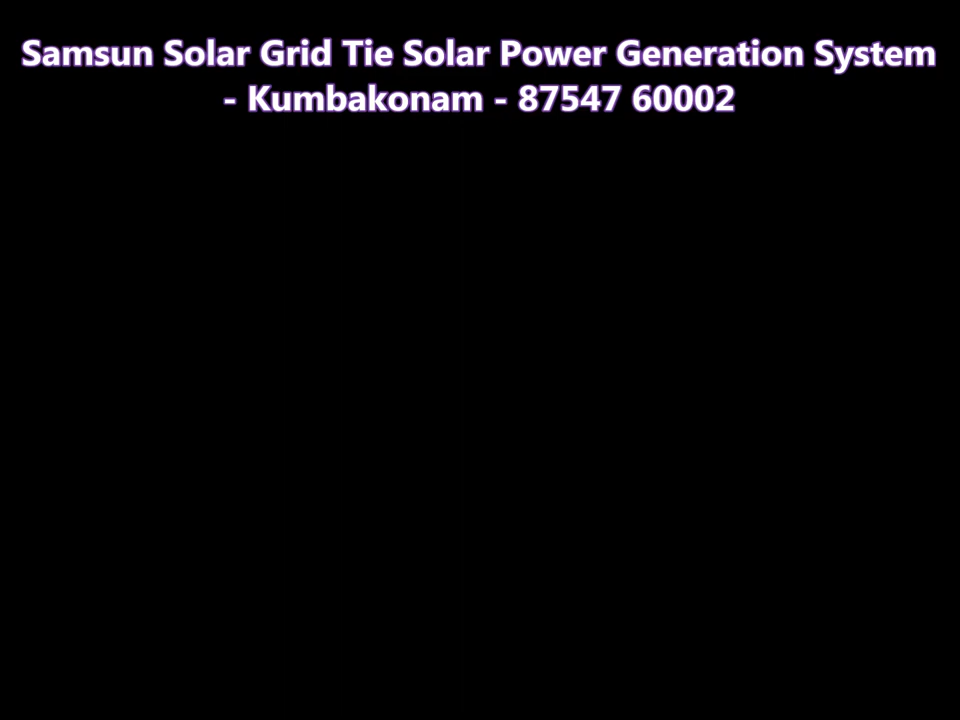 Samsun Solar Grid Tie Solar Power Generation System
- Kumbakonam - 87547 60002